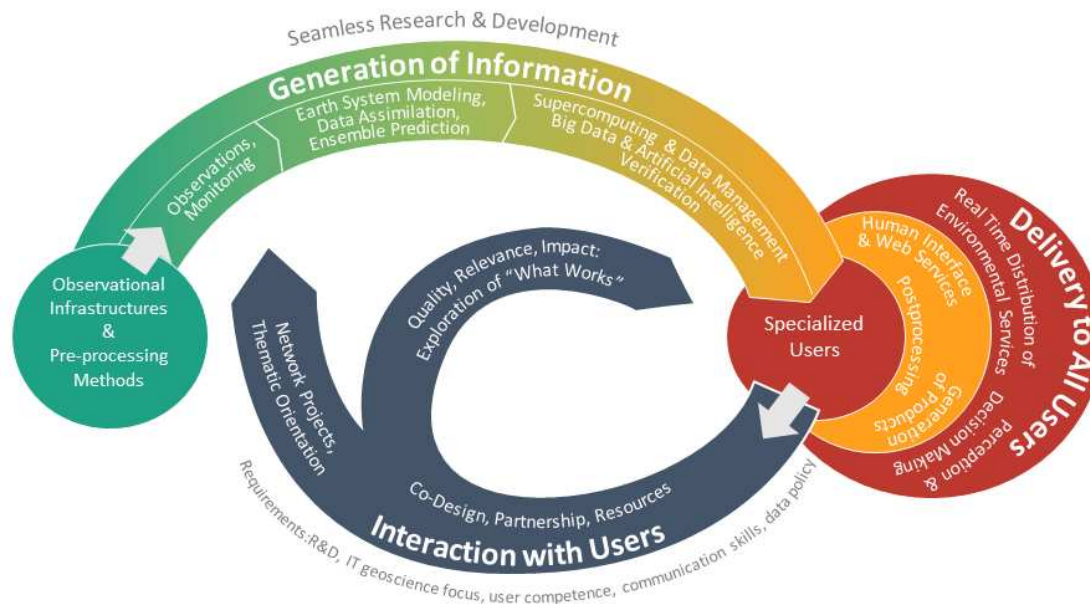 Seamless Research & Development
Generation of Information
Observations,
Monitoring
Earth System Modeling,
Data Assimilation,
Ensemble Prediction
Supercomputing & Data Management
Big Data & Artificial Intelligence
Verification
Observational
Infrastructures
&
Pre-processing
Methods
Network Projects,
Thematic Orientation
Quality, Relevance, Impact:
Exploration of “What Works”
Specialized
Users
Human Interface
& Web Services
Postprocessing
Generation
of Products
Real Time Distribution of
Environmental Services
Perception &
Decision Making
Delivery to All Users
Co-Design, Partnership, Resources
Interaction with Users
Requirements:R&D, IT geoscience focus, user competence, communication skills, data policy